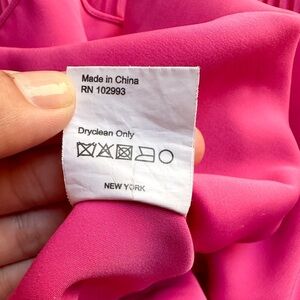 Made in China
RN 102993
Dryclean Only
NEW YORK